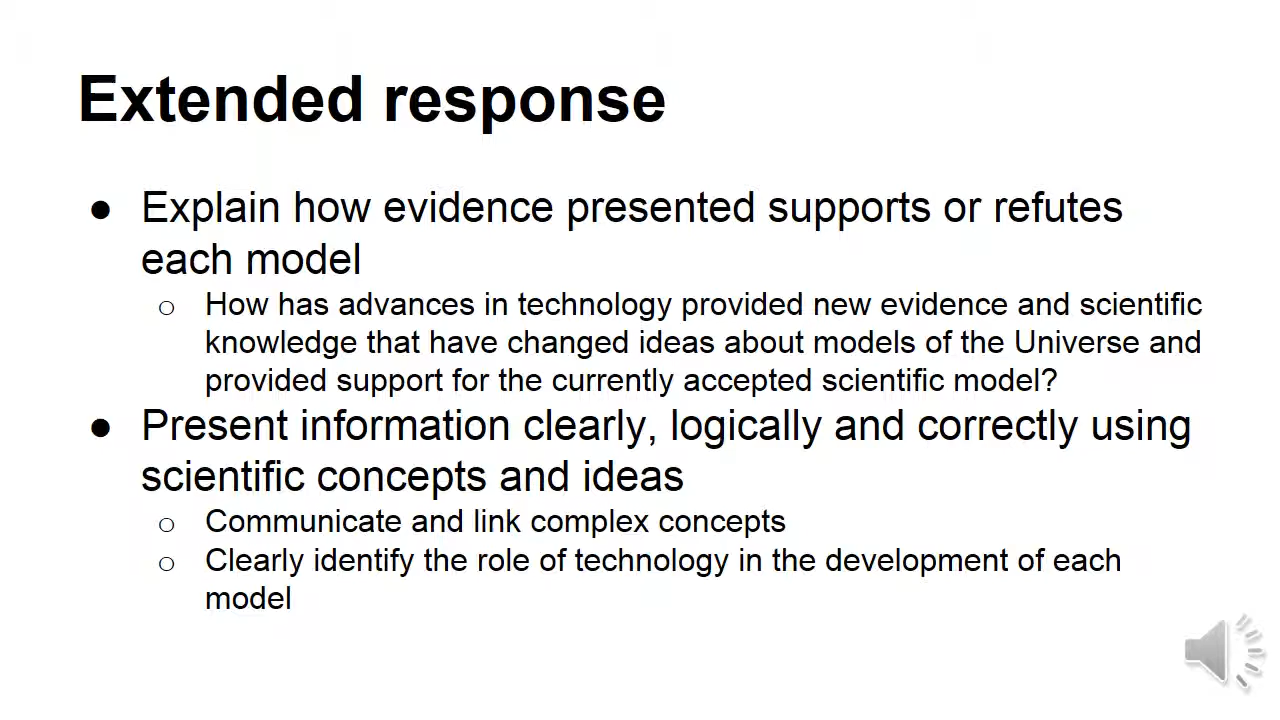 Extended response
● Explain how evidence presented supports or refutes
each model
○ How has advances in technology provided new evidence and scientific
knowledge that have changed ideas about models of the Universe and
provided support for the currently accepted scientific model?
● Present information clearly, logically and correctly using
scientific concepts and ideas
○ Communicate and link complex concepts
○ Clearly identify the role of technology in the development of each
model